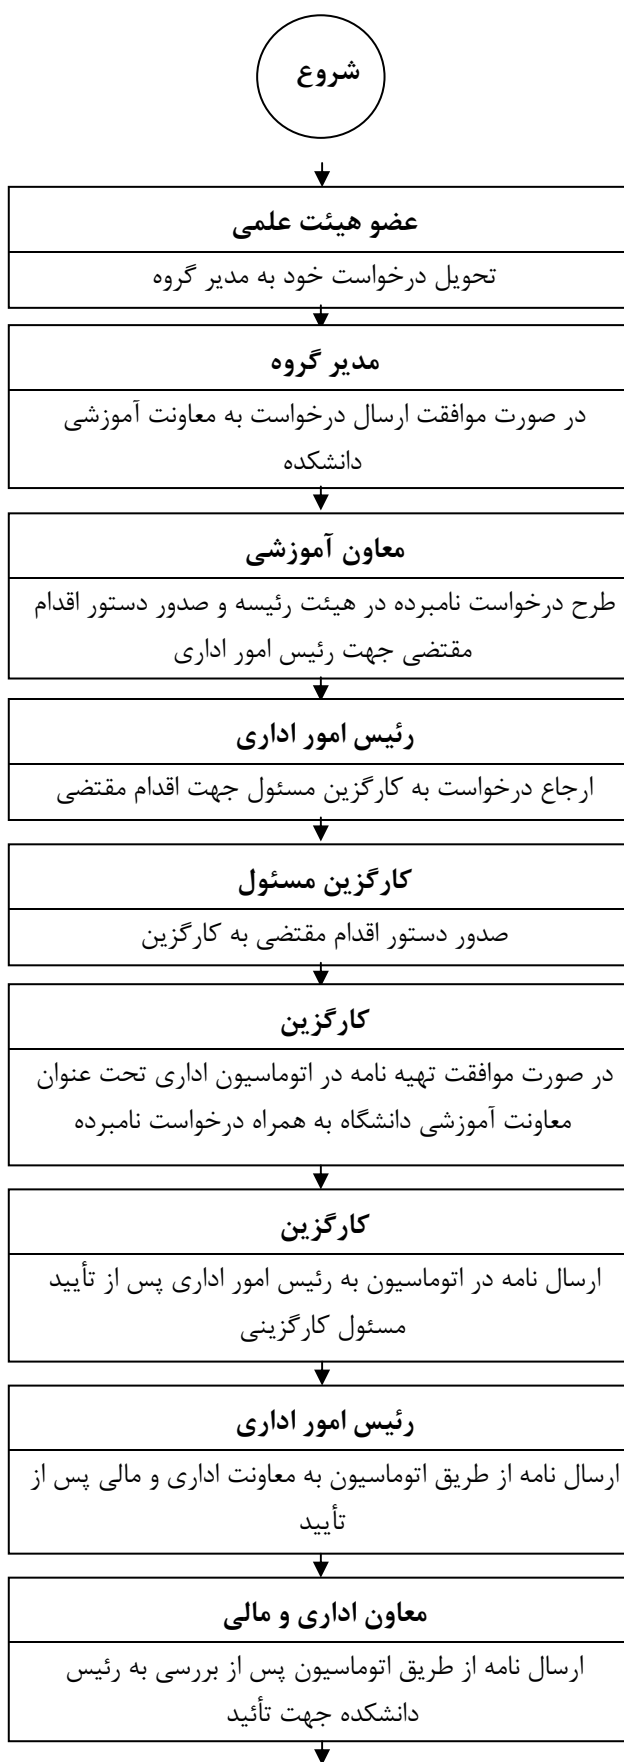 شروع
عضو هیئت علمی
تحویل درخواست خود به مدیر گروه
مدیر گروه
در صورت موافقت ارسال درخواست به معاونت آموزشی
دانشکده
معاون آموزشی
طرح درخواست نامبرده در هیئت رئیسه و صدور دستور اقدام
مقتضی جهت رئیس امور اداری
رئیس امور اداری
ارجاع درخواست به کارگزین مسئول جهت اقدام مقتضی
کارگزین مسئول
صدور دستور اقدام مقتضی به کارگزین
کارگزین
در صورت موافقت تهیه نامه در اتوماسیون اداری تحت عنوان
معاونت آموزشی دانشگاه به همراه درخواست نامبرده
کارگزین
ارسال نامه در اتوماسیون به رئیس امور اداری پس از تأیید
مسئول کارگزینی
رئیس امور اداری
ارسال نامه از طریق اتوماسیون به معاونت اداری و مالی پس از
تأیید
معاون اداری و مالی
ارسال نامه از طریق اتوماسیون پس از بررسی به رئیس
دانشکده جهت تأئید